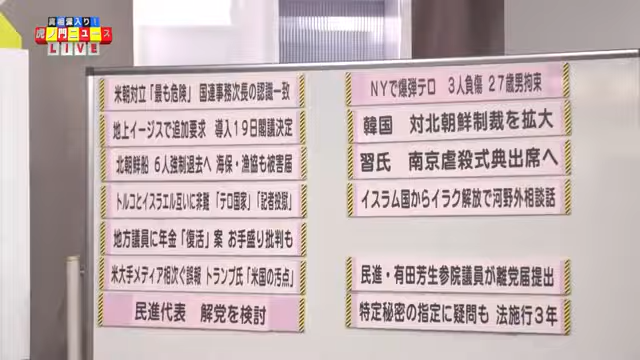 真相深入り!
虎ノ門ニュース
LIVE
米朝対立「最も危険」 国連事務次長の認識一致
地上イージスで追加要求 導入19日閣議決定
北朝鮮船 6人強制退去へ 海保・漁協も被害届
トルコとイスラエル互いに非難 「テロ国家」「記者投獄」
地方議員に年金「復活」案 お手盛り批判も
米大手メディア相次ぐ誤報 トランプ氏「米国の汚点」
民進代表 解党を検討
NYで爆弾テロ 3人負傷 27歳男拘束
韓国 対北朝鮮制裁を拡大
習氏 南京虐殺式典出席へ
イスラム国からイラク解放で河野外相談話
民進・有田芳生参院議員が離党届提出
特定秘密の指定に疑問も 法施行3年